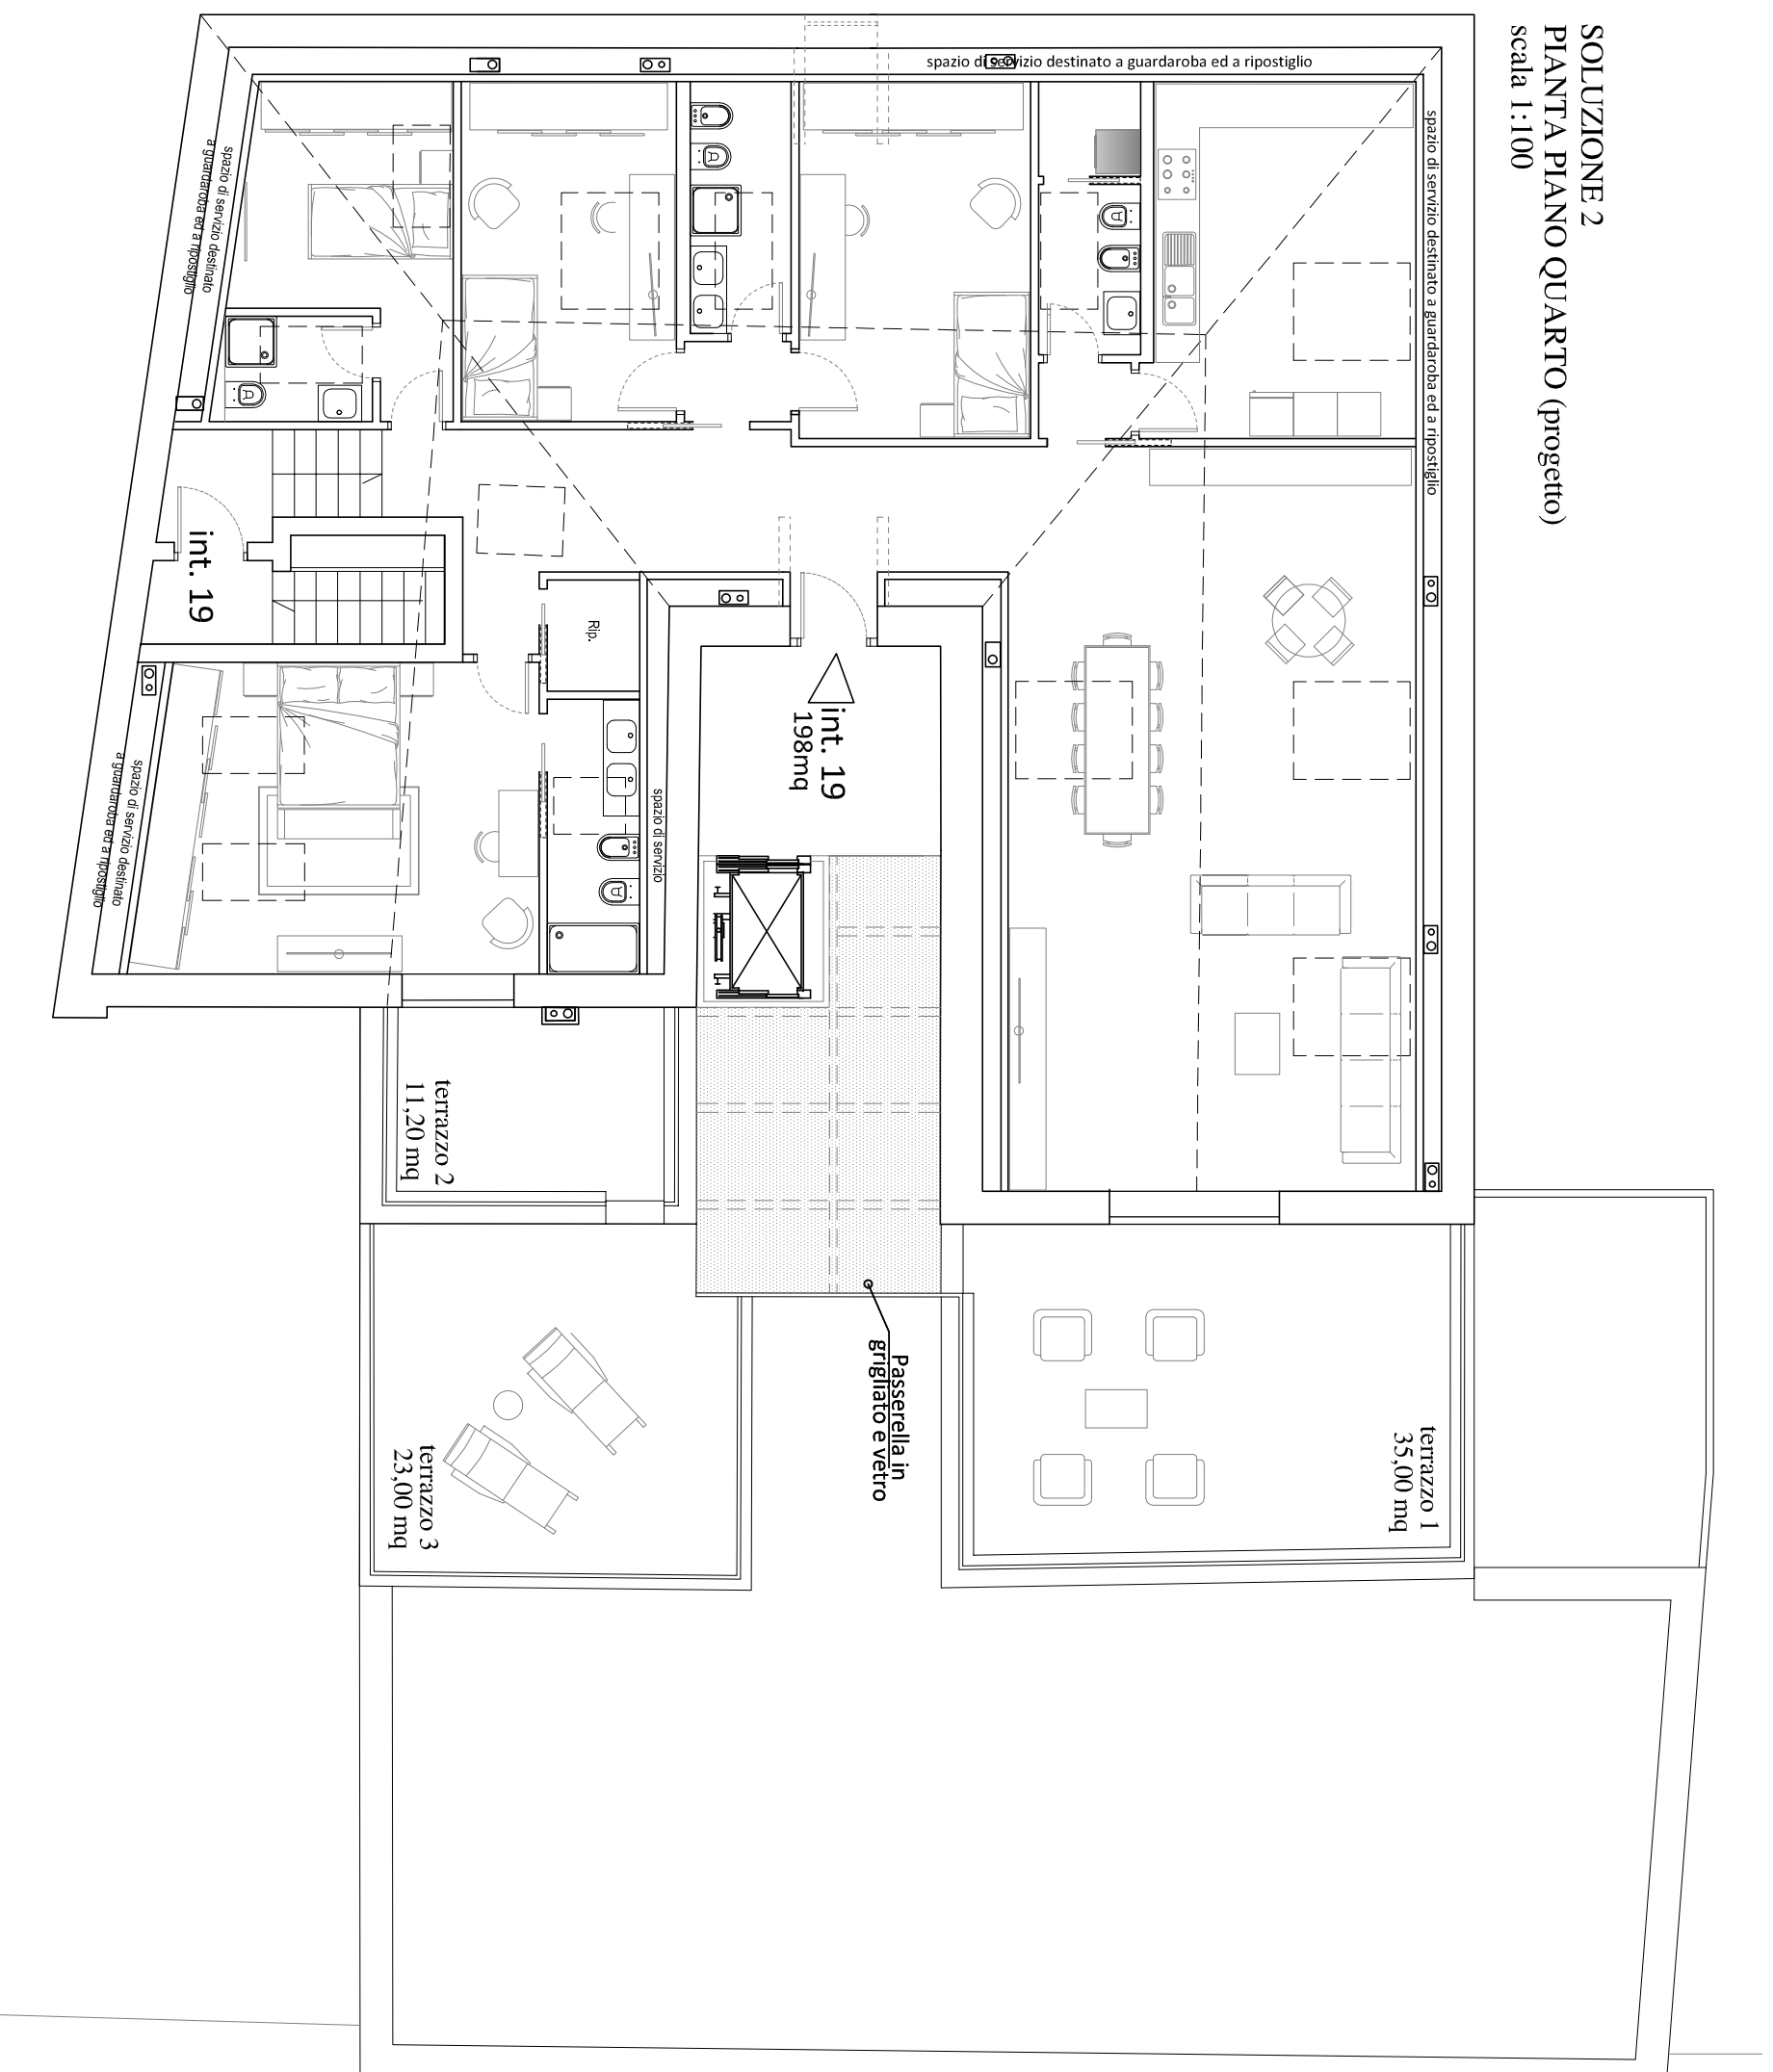 SOLUZIONE 2
PIANTA PIANO QUARTO (progetto)
scala 1:100
spazio di servizio destinato a guardaroba ed a ripostiglio
spazio di servizio destinato a guardaroba ed a ripostiglio
spazio di servizio destinato
a guardaroba ed a ripostiglio
int. 19
Rip.
int. 19
198mq
spazio di servizio
spazio di servizio destinato
a guardaroba ed a ripostiglio
terrazzo 2
11,20 mq
Passerella in
grigliato e vetro
terrazzo 1
35,00 mq
terrazzo 3
23,00 mq